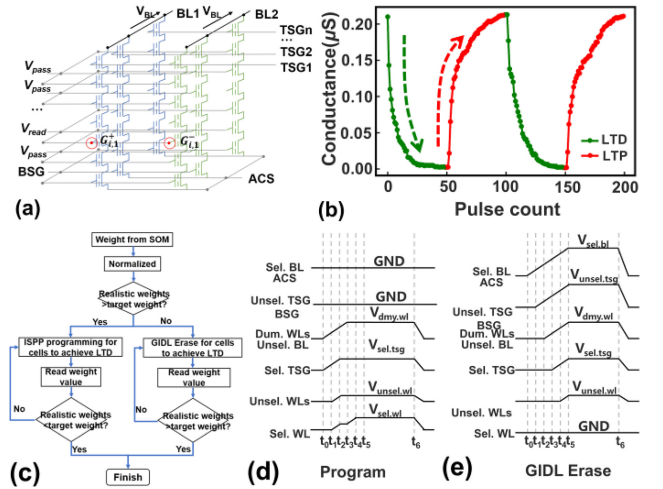 (a)
V_BL BL1 V_BL BL2
TSGn
...
TSG2
TSG1
V_pass
V_pass
...
V_read
V_pass
BSG
G⁺_i,1
G⁻_i,1
ACS
(b)
Conductance(µS)
0.20
0.15
0.10
0.05
0.00
LTD
LTP
0 50 100 150 200
Pulse count
Weight from SOM
Normalized
Realistic weights
>target weight?
Yes
No
ISPP programming for
cells to achieve LTD
GIDL Erase for cells
to achieve LTD
Read weight
value
Read weight
value
No
No
Realistic weights
<target weight?
Realistic weights
>target weight?
Yes
Yes
Finish
(c)
Sel. BL
ACS
GND
Unsel. TSG
BSG
GND
Dum. WLs
Unsel. BL
V_dmy.wl
Sel. TSG
V_sel.tsg
Unsel. WLs
V_unsel.wl
Sel. WL
V_sel.wl
t₀ t₁ t₂ t₃ t₄ t₅ t₆
(d) Program
Sel. BL
ACS
V_sel.bl
Unsel. TSG
V_unsel.tsg
BSG
Dum. WLs
Unsel. BL
V_dmy.wl
Sel. TSG
V_sel.tsg
V_unsel.wl
Unsel. WLs
Sel. WL
GND
t₀ t₁ t₂ t₃ t₄ t₅ t₆
(e) GIDL Erase